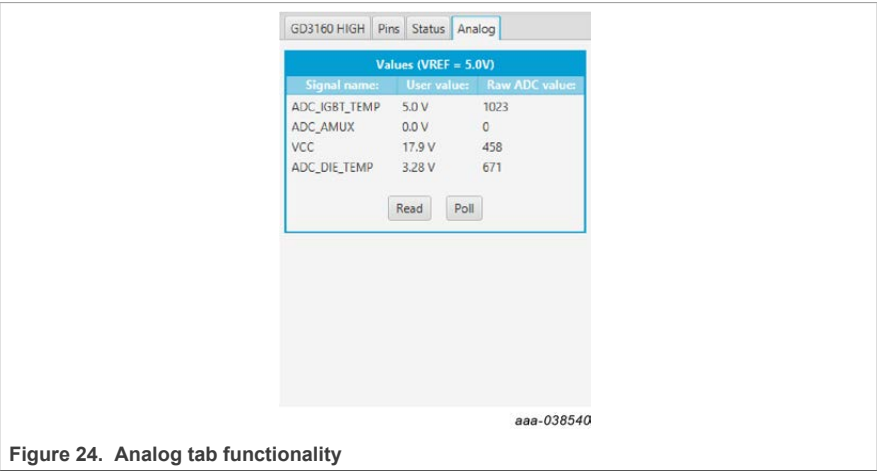 GD3160 HIGH Pins Status Analog
Values (VREF = 5.0V)
Signal name: User value: Raw ADC value:
ADC_IGBT_TEMP 5.0 V 1023
ADC_AMUX 0.0 V 0
VCC 17.9 V 458
ADC_DIE_TEMP 3.28 V 671
Read Poll
aaa-038540
Figure 24. Analog tab functionality